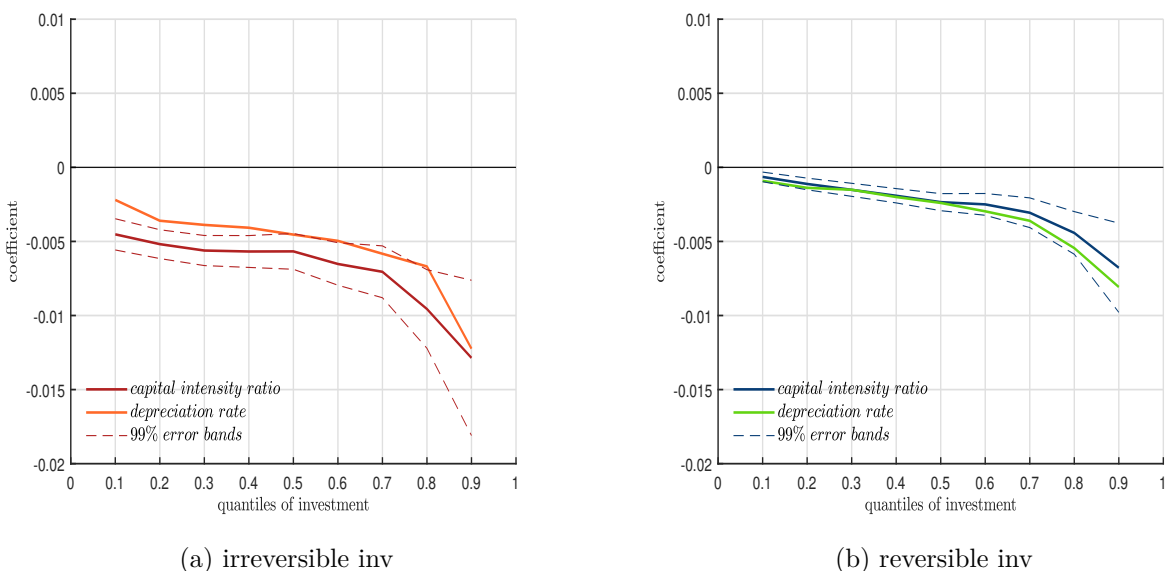 0.01
0.005
0
-0.005
-0.01
-0.015
-0.02
coefficient
capital intensity ratio
depreciation rate
99% error bands
0 0.1 0.2 0.3 0.4 0.5 0.6 0.7 0.8 0.9 1
quantiles of investment
(a) irreversible inv
0.01
0.005
0
-0.005
-0.01
-0.015
-0.02
coefficient
capital intensity ratio
depreciation rate
99% error bands
0 0.1 0.2 0.3 0.4 0.5 0.6 0.7 0.8 0.9 1
quantiles of investment
(b) reversible inv